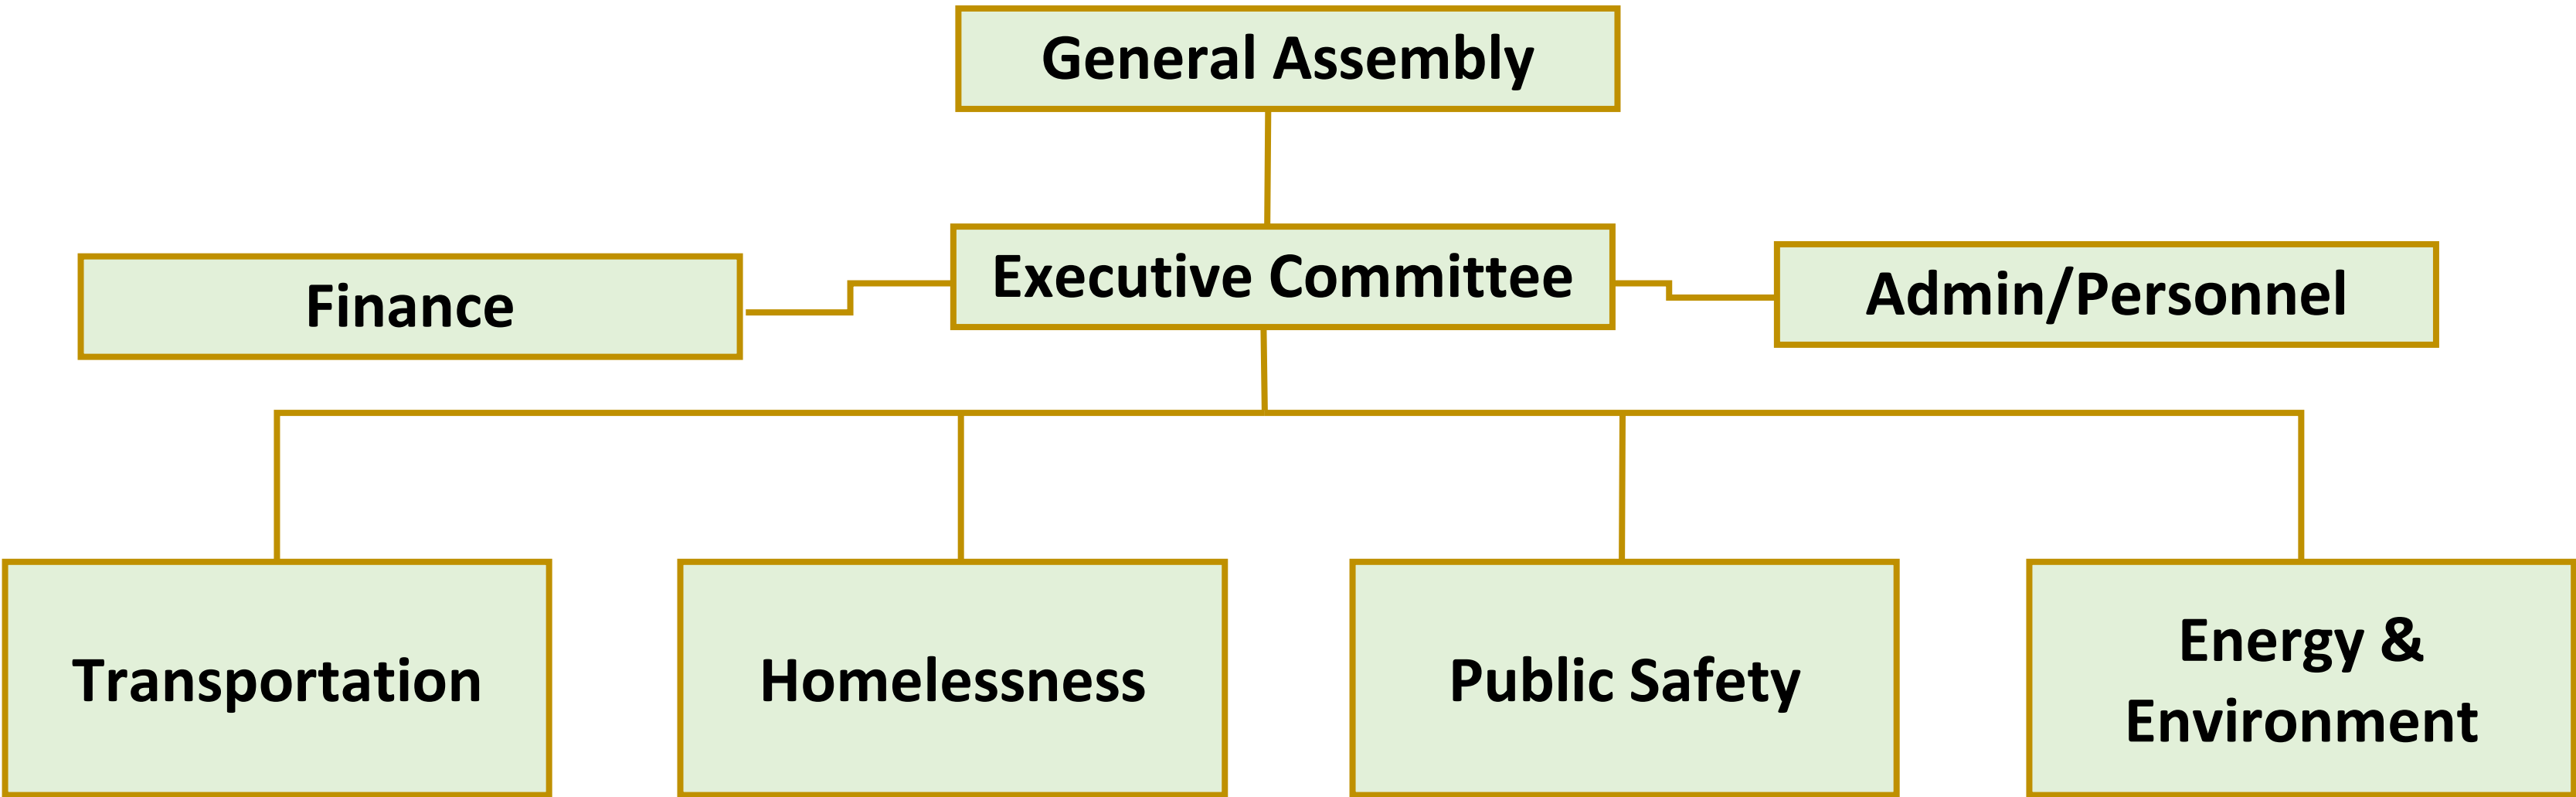 General Assembly
Executive Committee
Finance
Admin/Personnel
Transportation
Homelessness
Public Safety
Energy &
Environment